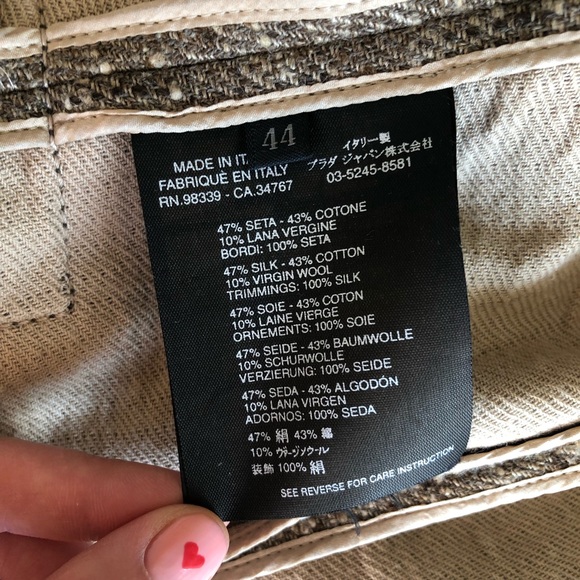 44
MADE IN IT
FABRIQUÉ EN ITALY
RN.98339 - CA.34767
イタリー製
プラダ ジャパン株式会社
03-5245-8581
47% SETA - 43% COTONE
10% LANA VERGINE
BORDI: 100% SETA
47% SILK - 43% COTTON
10% VIRGIN WOOL
TRIMMINGS: 100% SILK
47% SOIE - 43% COTON
10% LAINE VIERGE
ORNEMENTS: 100% SOIE
47% SEIDE - 43% BAUMWOLLE
10% SCHURWOLLE
VERZIERUNG: 100% SEIDE
47% SEDA - 43% ALGODÓN
10% LANA VIRGEN
ADORNOS: 100% SEDA
47% 絹 43% 綿
10% ヴァージンウール
装飾 100% 絹
SEE REVERSE FOR CARE INSTRUCTION